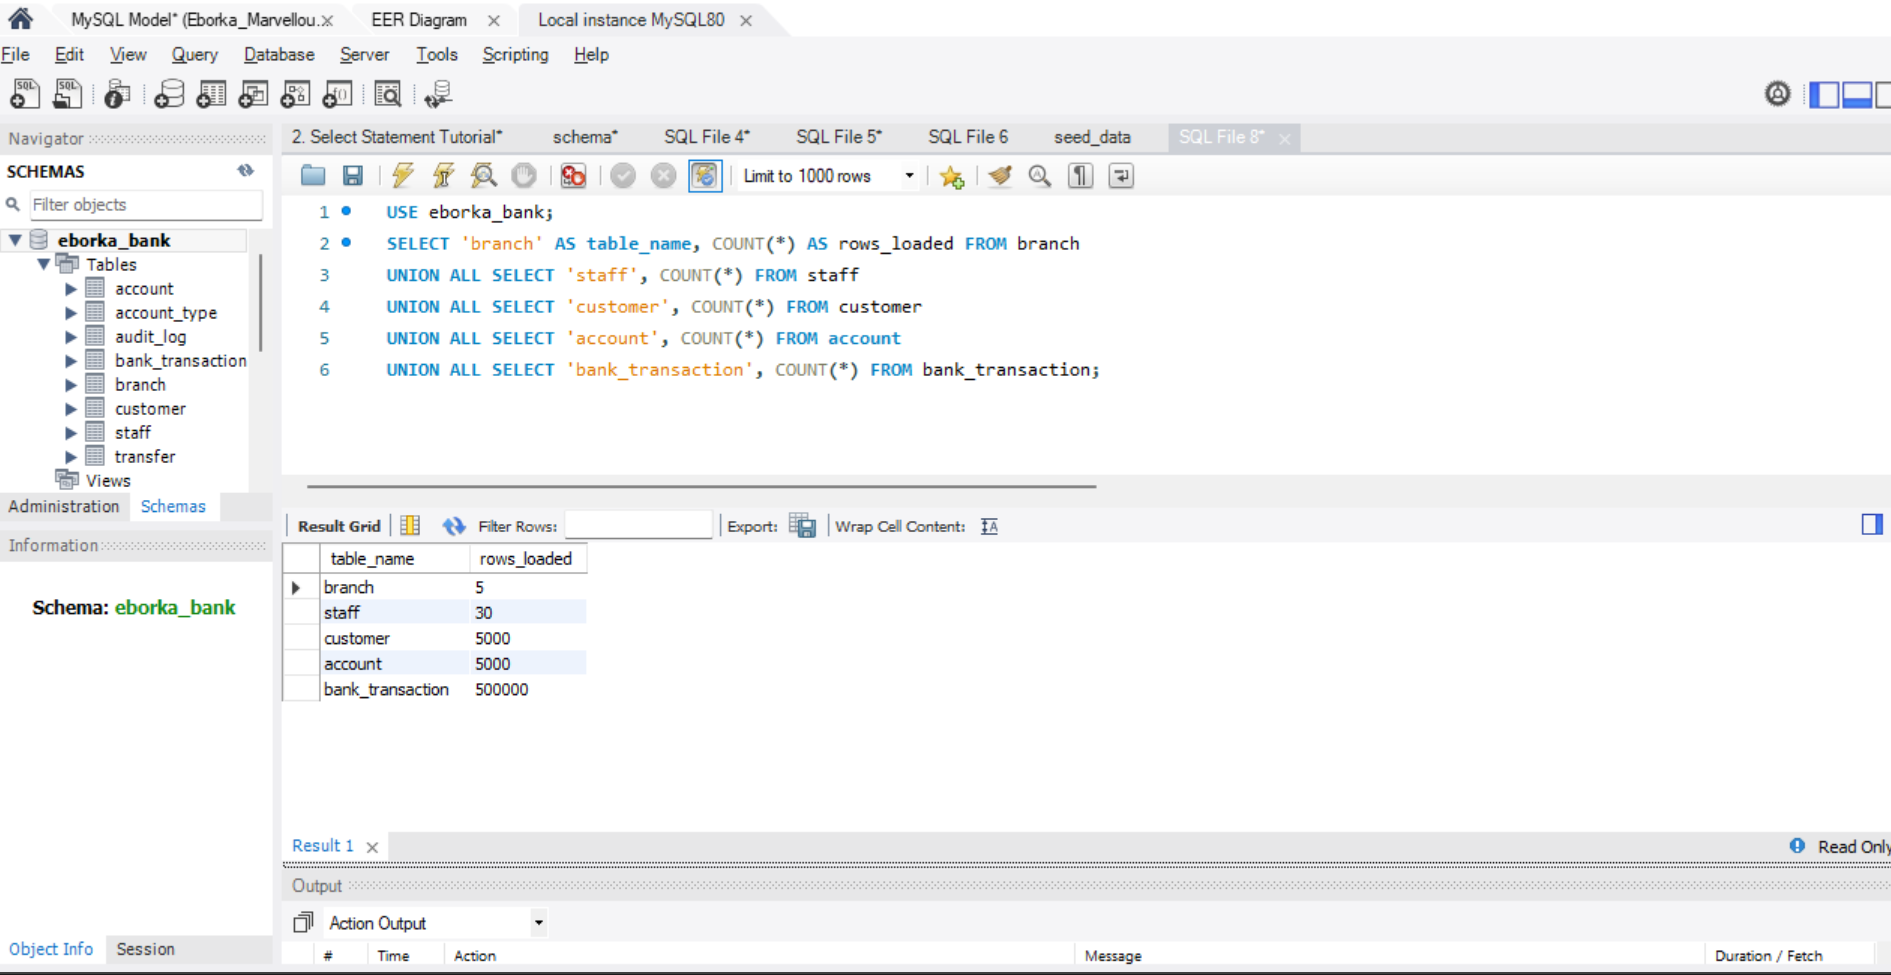 MySQL Model* (Eborka_Marvellou.. EER Diagram Local instance MySQL80
File Edit View Query Database Server Tools Scripting Help
Navigator
SCHEMAS
Filter objects
eborka_bank
Tables
account
account_type
audit_log
bank_transaction
branch
customer
staff
transfer
Views
Administration Schemas
Information
Schema: eborka_bank
Object Info Session
2. Select Statement Tutorial* schema* SQL File 4* SQL File 5* SQL File 6 seed_data SQL File 8*
Limit to 1000 rows
1 USE eborka_bank;
2 SELECT 'branch' AS table_name, COUNT(*) AS rows_loaded FROM branch
3 UNION ALL SELECT 'staff', COUNT(*) FROM staff
4 UNION ALL SELECT 'customer', COUNT(*) FROM customer
5 UNION ALL SELECT 'account', COUNT(*) FROM account
6 UNION ALL SELECT 'bank_transaction', COUNT(*) FROM bank_transaction;
Result Grid Filter Rows: Export: Wrap Cell Content:
table_name rows_loaded
branch 5
staff 30
customer 5000
account 5000
bank_transaction 500000
Result 1 Read Only
Output
Action Output
# Time Action Message Duration / Fetch